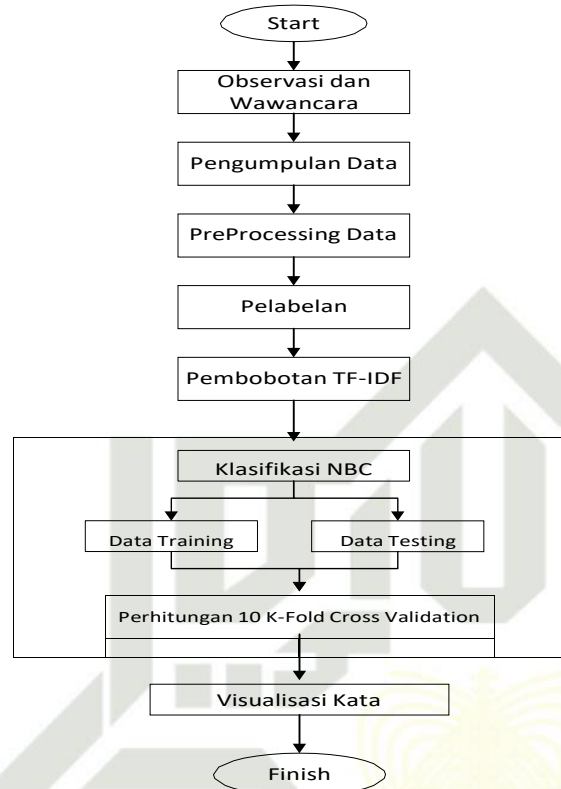 Start
Observasi dan
Wawancara
Pengumpulan Data
PreProcessing Data
Pelabelan
Pembobotan TF-IDF
Klasifikasi NBC
Data Training
Data Testing
Perhitungan 10 K-Fold Cross Validation
Visualisasi Kata
Finish